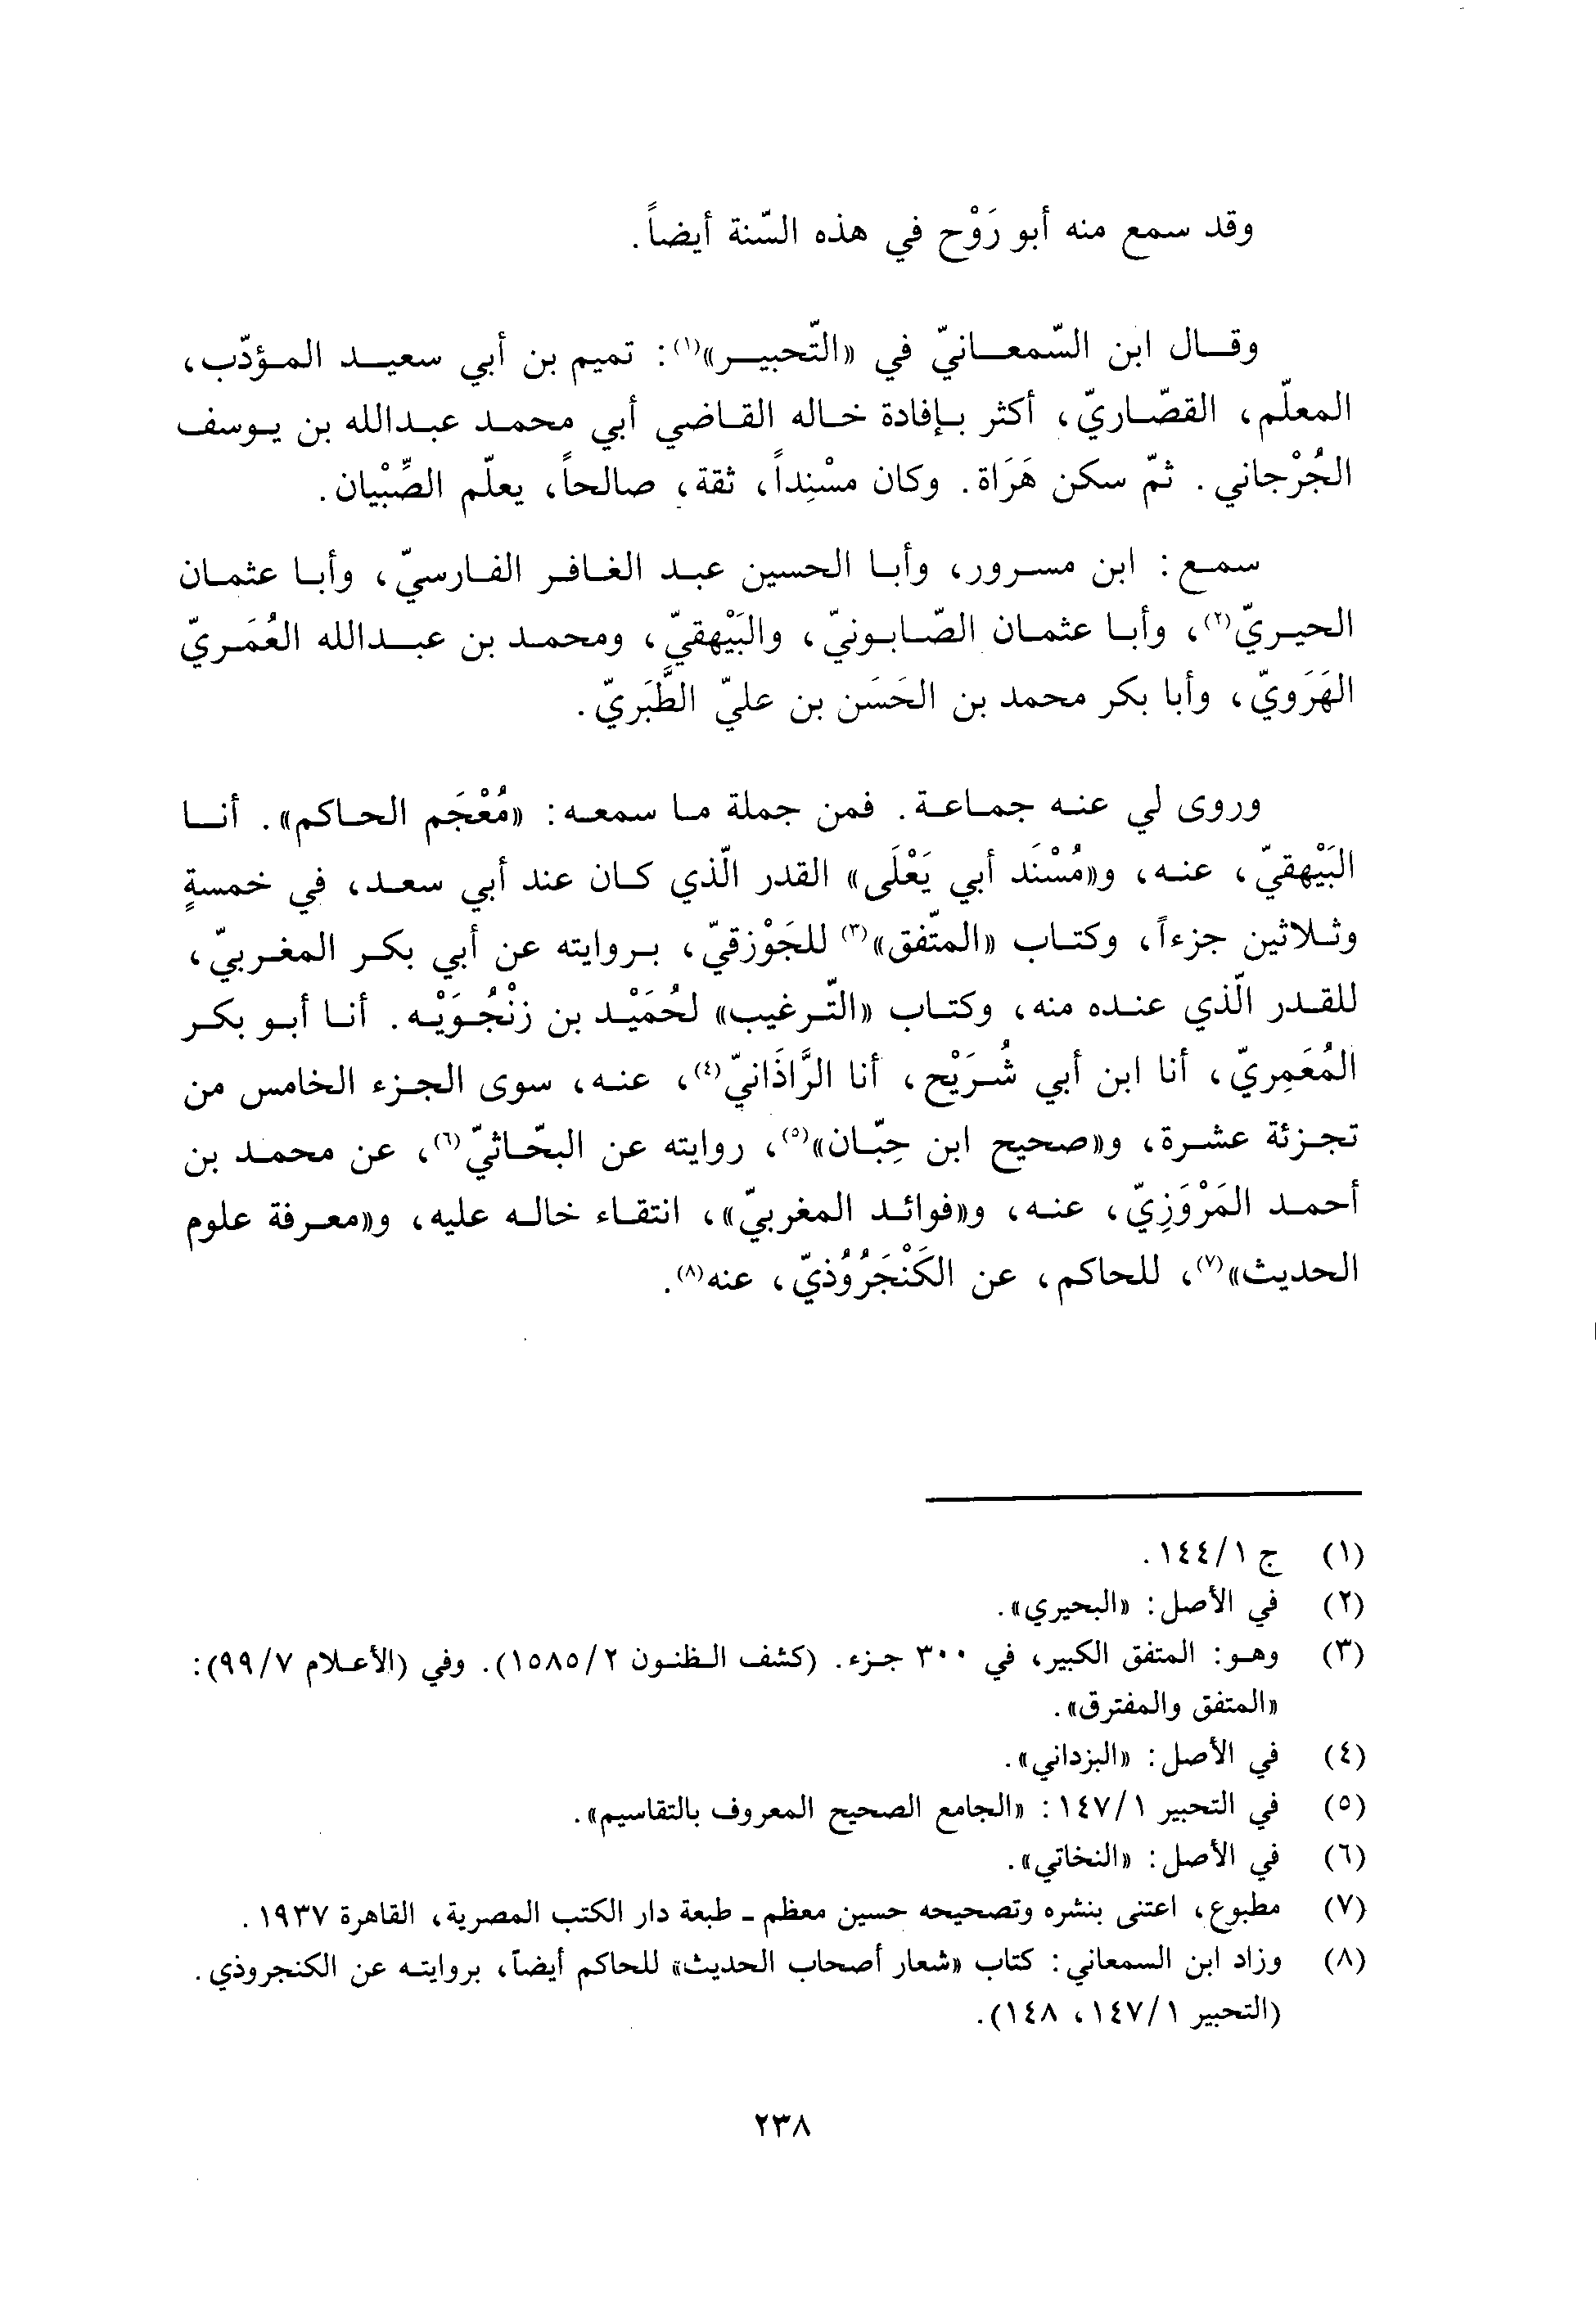 وقد سمع منه أبو رَوْح في هذه السّنة أيضاً.
وقال ابن السّمعانيّ في «التّحبير»(١): تميم بن أبي سعيد المؤدّب،
المعلّم، القصّاريّ، أكثر بإفادة خاله القاضي أبي محمد عبدالله بن يوسف
الجُرْجاني. ثمّ سكن هَرَاة. وكان مسْنِداً، ثقة، صالحاً، يعلّم الصِّبْيان.
سمع: ابن مسرور، وأبا الحسين عبد الغافر الفارسيّ، وأبا عثمان
الحيريّ(٢)، وأبا عثمان الصّابونيّ، والبَيْهقيّ، ومحمد بن عبدالله العُمَريّ
الهَرَويّ، وأبا بكر محمد بن الحَسَن بن عليّ الطَّبَريّ.
وروى لي عنه جماعة. فمن جملة ما سمعه: «مُعْجَم الحاكم». أنا
البَيْهقيّ، عنه، و«مُسْنَد أبي يَعْلَى» القدر الّذي كان عند أبي سعد، في خمسةٍ
وثلاثين جزءاً، وكتاب «المتّفق»(٣) للجَوْزقيّ، بروايته عن أبي بكر المغربيّ،
للقدر الّذي عنده منه، وكتاب «التّرغيب» لحُمَيْد بن زنْجُوَيْه. أنا أبو بكر
المُعَمِريّ، أنا ابن أبي شُرَيْح، أنا الرَّاذَانيّ(٤)، عنه، سوى الجزء الخامس من
تجزئة عشرة، و«صحيح ابن حِبّان»(٥)، روايته عن البحّاثيّ(٦)، عن محمد بن
أحمد المَرْوَزِيّ، عنه، و«فوائد المغربيّ»، انتقاء خاله عليه، و«معرفة علوم
الحديث»(٧)، للحاكم، عن الكَنْجَرُوُذيّ، عنه(٨).
(١) ج ١/١٤٤.
(٢) في الأصل: «البحيري».
(٣) وهو: المتفق الكبير، في ٣٠٠ جزء. (كشف الظنون ٢/١٥٨٥). وفي (الأعلام ٧/٩٩):
«المتفق والمفترق».
(٤) في الأصل: «البزداني».
(٥) في التحبير ١/١٤٧: «الجامع الصحيح المعروف بالتقاسيم».
(٦) في الأصل: «النخاتي».
(٧) مطبوع، اعتنى بنشره وتصحيحه حسين معظم ـ طبعة دار الكتب المصرية، القاهرة ١٩٣٧.
(٨) وزاد ابن السمعاني: كتاب «شعار أصحاب الحديث» للحاكم أيضاً، بروايته عن الكنجروذي.
(التحبير ١/١٤٧، ١٤٨).
٢٣٨